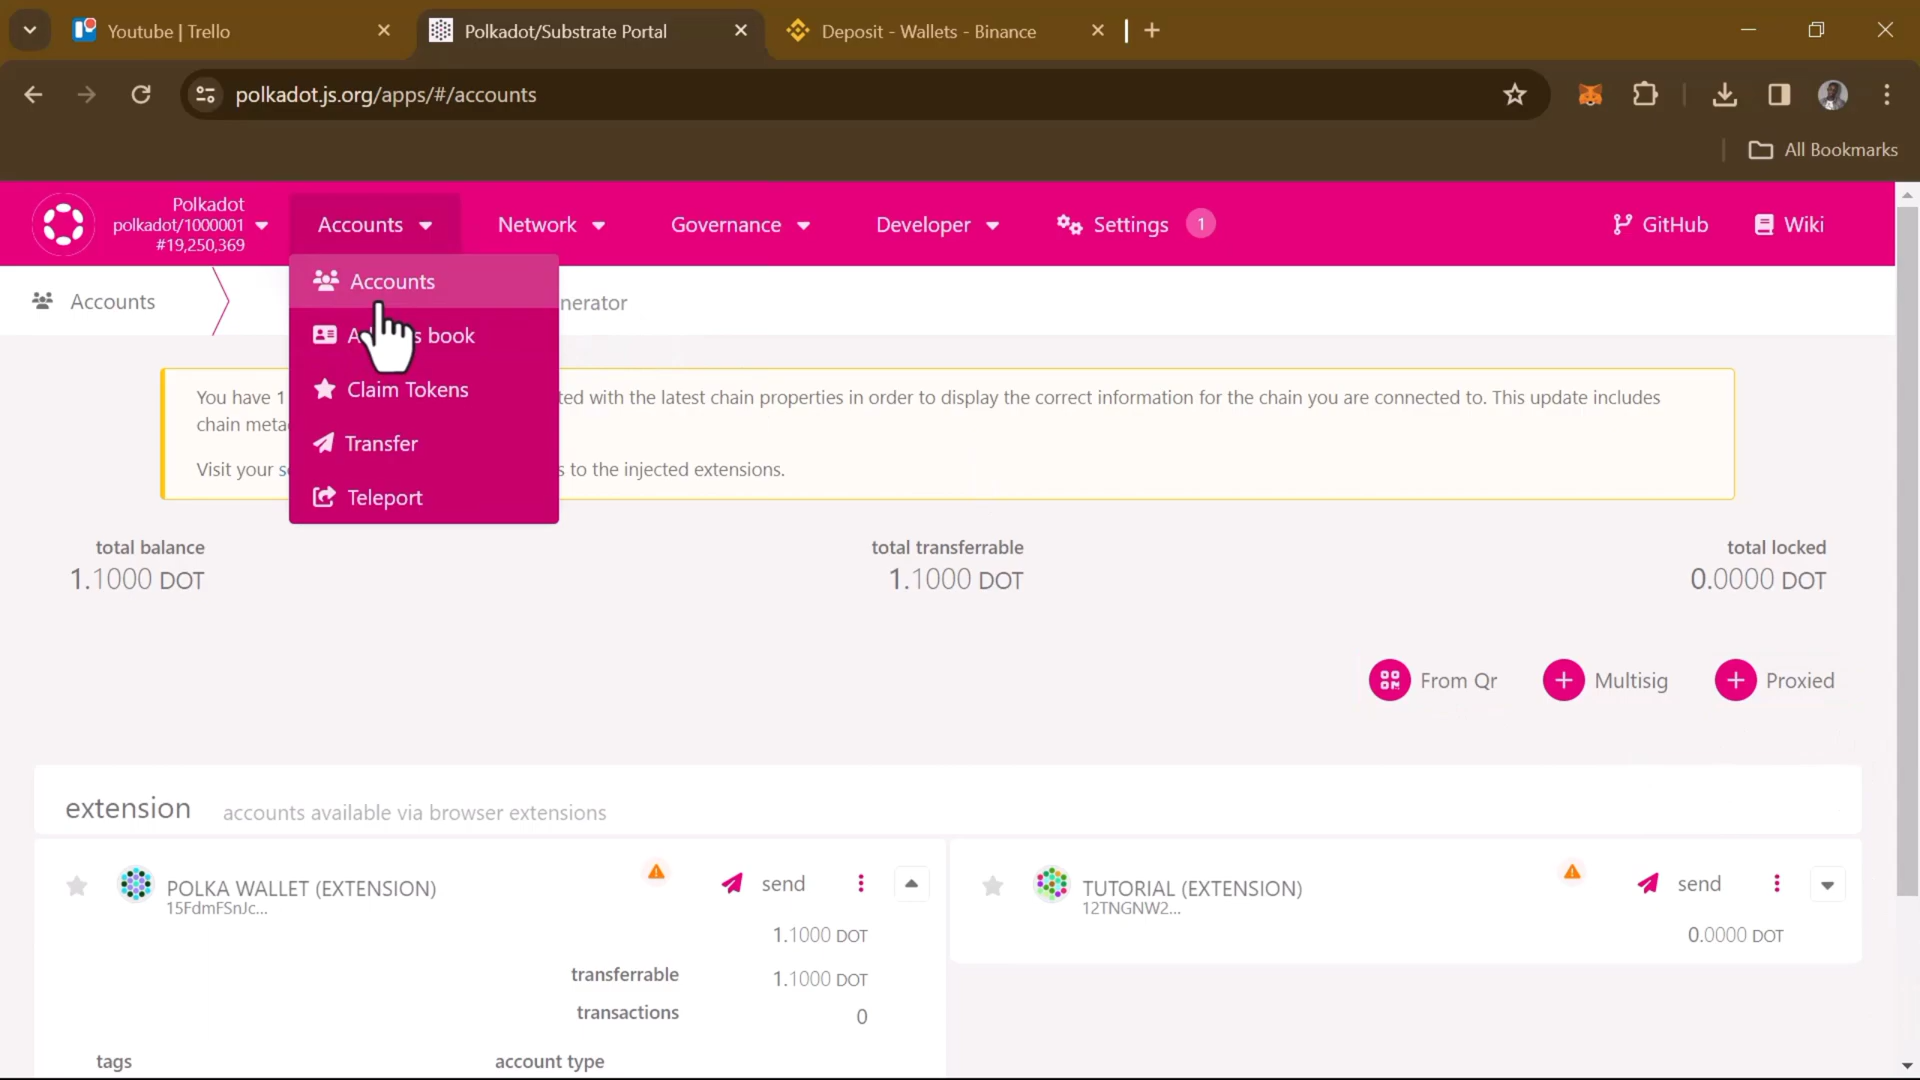 Youtube | Trello
Polkadot/Substrate Portal
Deposit - Wallets - Binance
polkadot.js.org/apps/#/accounts
All Bookmarks
Polkadot
polkadot/1000001
#19,250,369
Accounts
Network
Governance
Developer
Settings
1
GitHub
Wiki
Accounts
nerator
Accounts
book
Claim Tokens
Transfer
Teleport
You have 1
ted with the latest chain properties in order to display the correct information for the chain you are connected to. This update includes
chain meta
Visit your s
s to the injected extensions.
total balance
1.1000 DOT
total transferrable
1.1000 DOT
total locked
0.0000 DOT
From Qr
Multisig
Proxied
extension
accounts available via browser extensions
POLKA WALLET (EXTENSION)
15FdmFSnJc...
send
1.1000 DOT
transferrable
1.1000 DOT
transactions
0
tags
account type
TUTORIAL (EXTENSION)
12TNGNW2...
send
0.0000 DOT